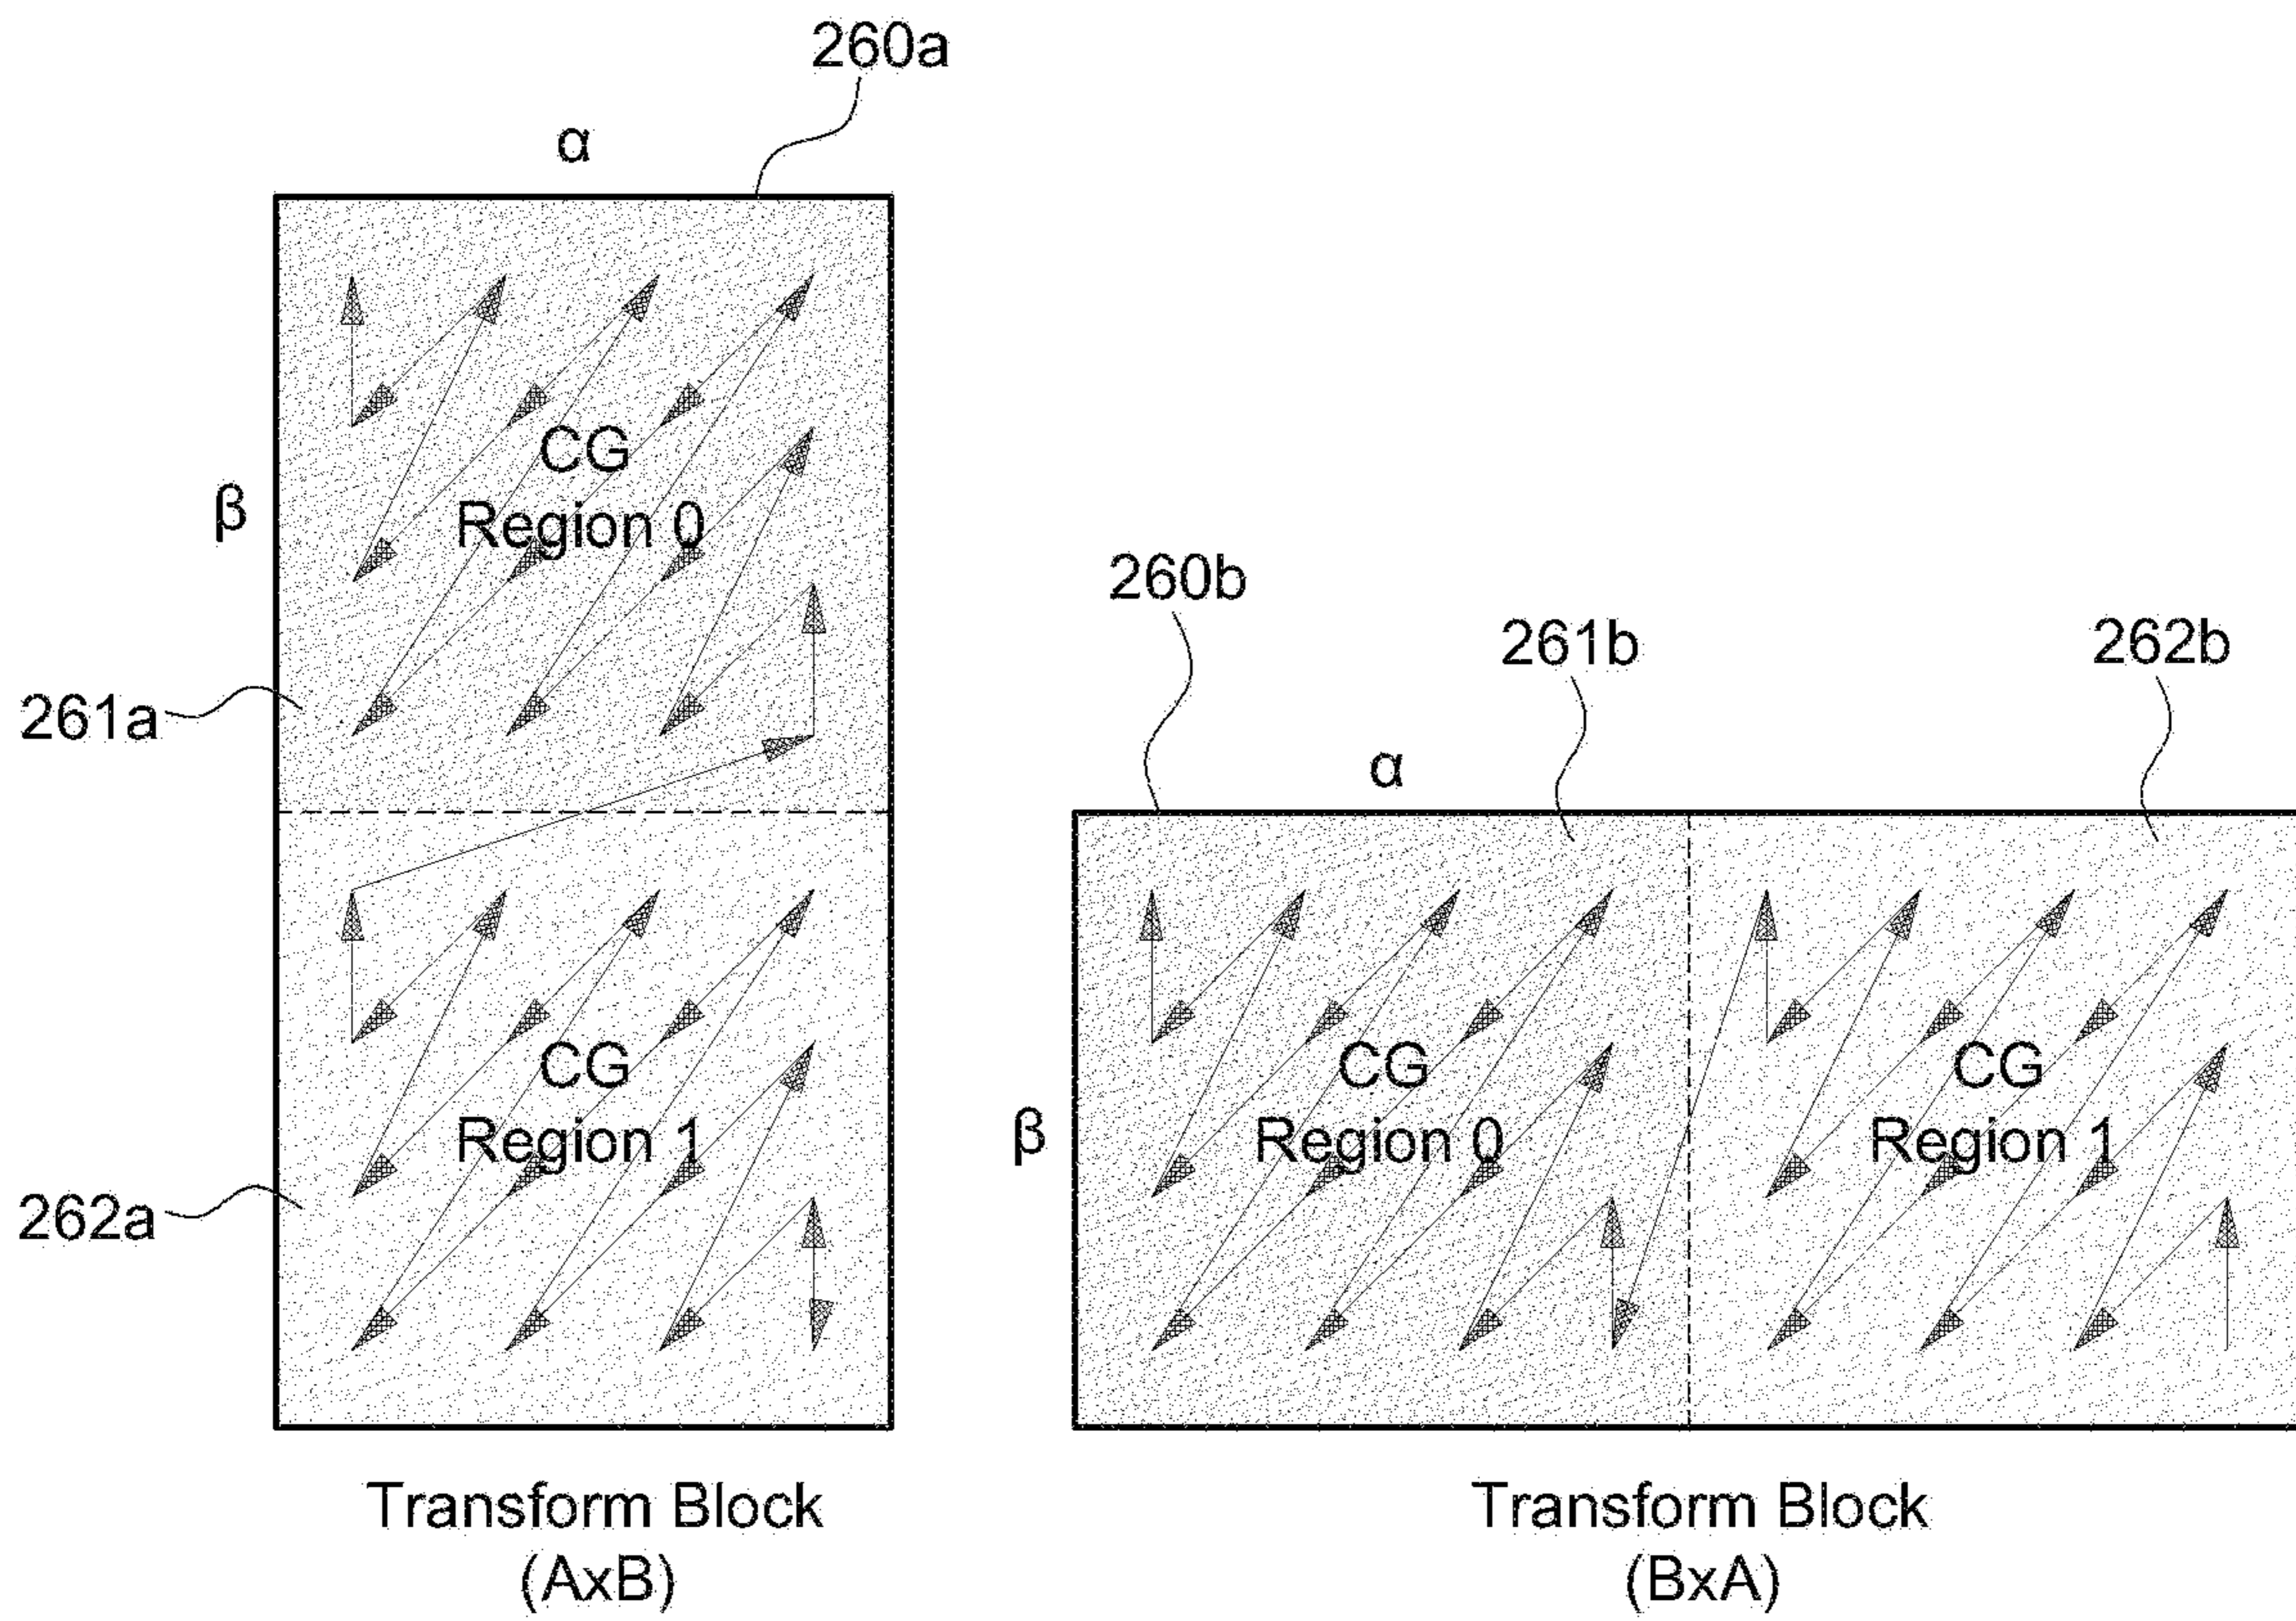 260a
α
β
CG
Region 0
261a
CG
Region 1
262a
Transform Block
(AxB)
260b
261b
262b
α
β
CG
Region 0
CG
Region 1
Transform Block
(BxA)